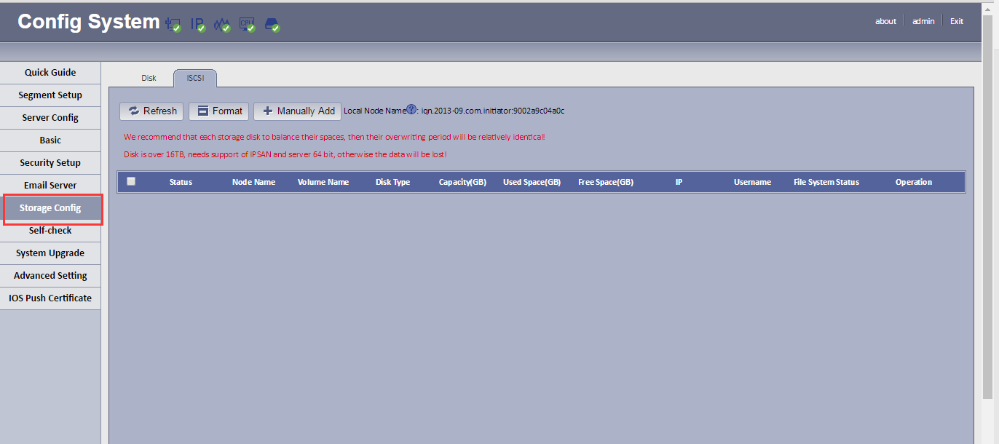 Config System IP CPU about admin Exit
Quick Guide
Segment Setup
Server Config
Basic
Security Setup
Email Server
Storage Config
Self-check
System Upgrade
Advanced Setting
IOS Push Certificate
Disk ISCSI
Refresh Format Manually Add Local Node Name?: iqn.2013-09.com.initiator:9002a9c04a0c
We recommend that each storage disk to balance their spaces, then their overwriting period will be relatively identical!
Disk is over 16TB, needs support of IPSAN and server 64 bit, otherwise the data will be lost!
Status Node Name Volume Name Disk Type Capacity(GB) Used Space(GB) Free Space(GB) IP Username File System Status Operation